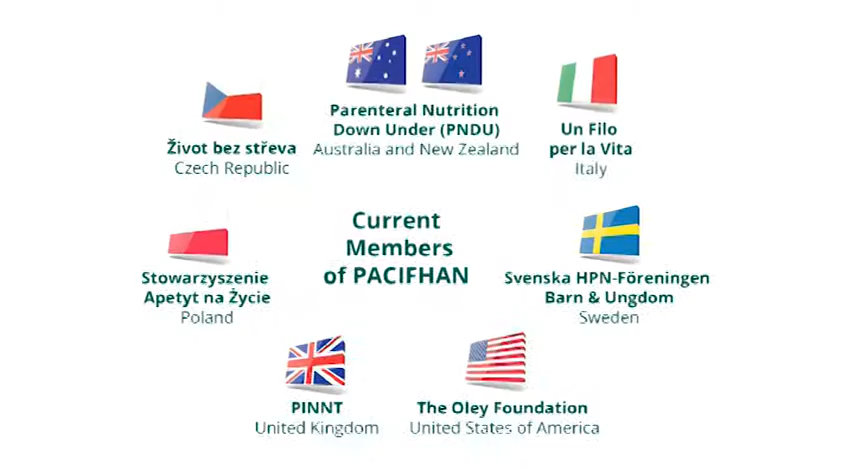 Parenteral Nutrition
Down Under (PNDU)
Australia and New Zealand
Un Filo
per la Vita
Italy
Život bez střeva
Czech Republic
Current
Members
of PACIFHAN
Stowarzyszenie
Apetyt na Życie
Poland
Svenska HPN-Föreningen
Barn & Ungdom
Sweden
PINNT
United Kingdom
The Oley Foundation
United States of America